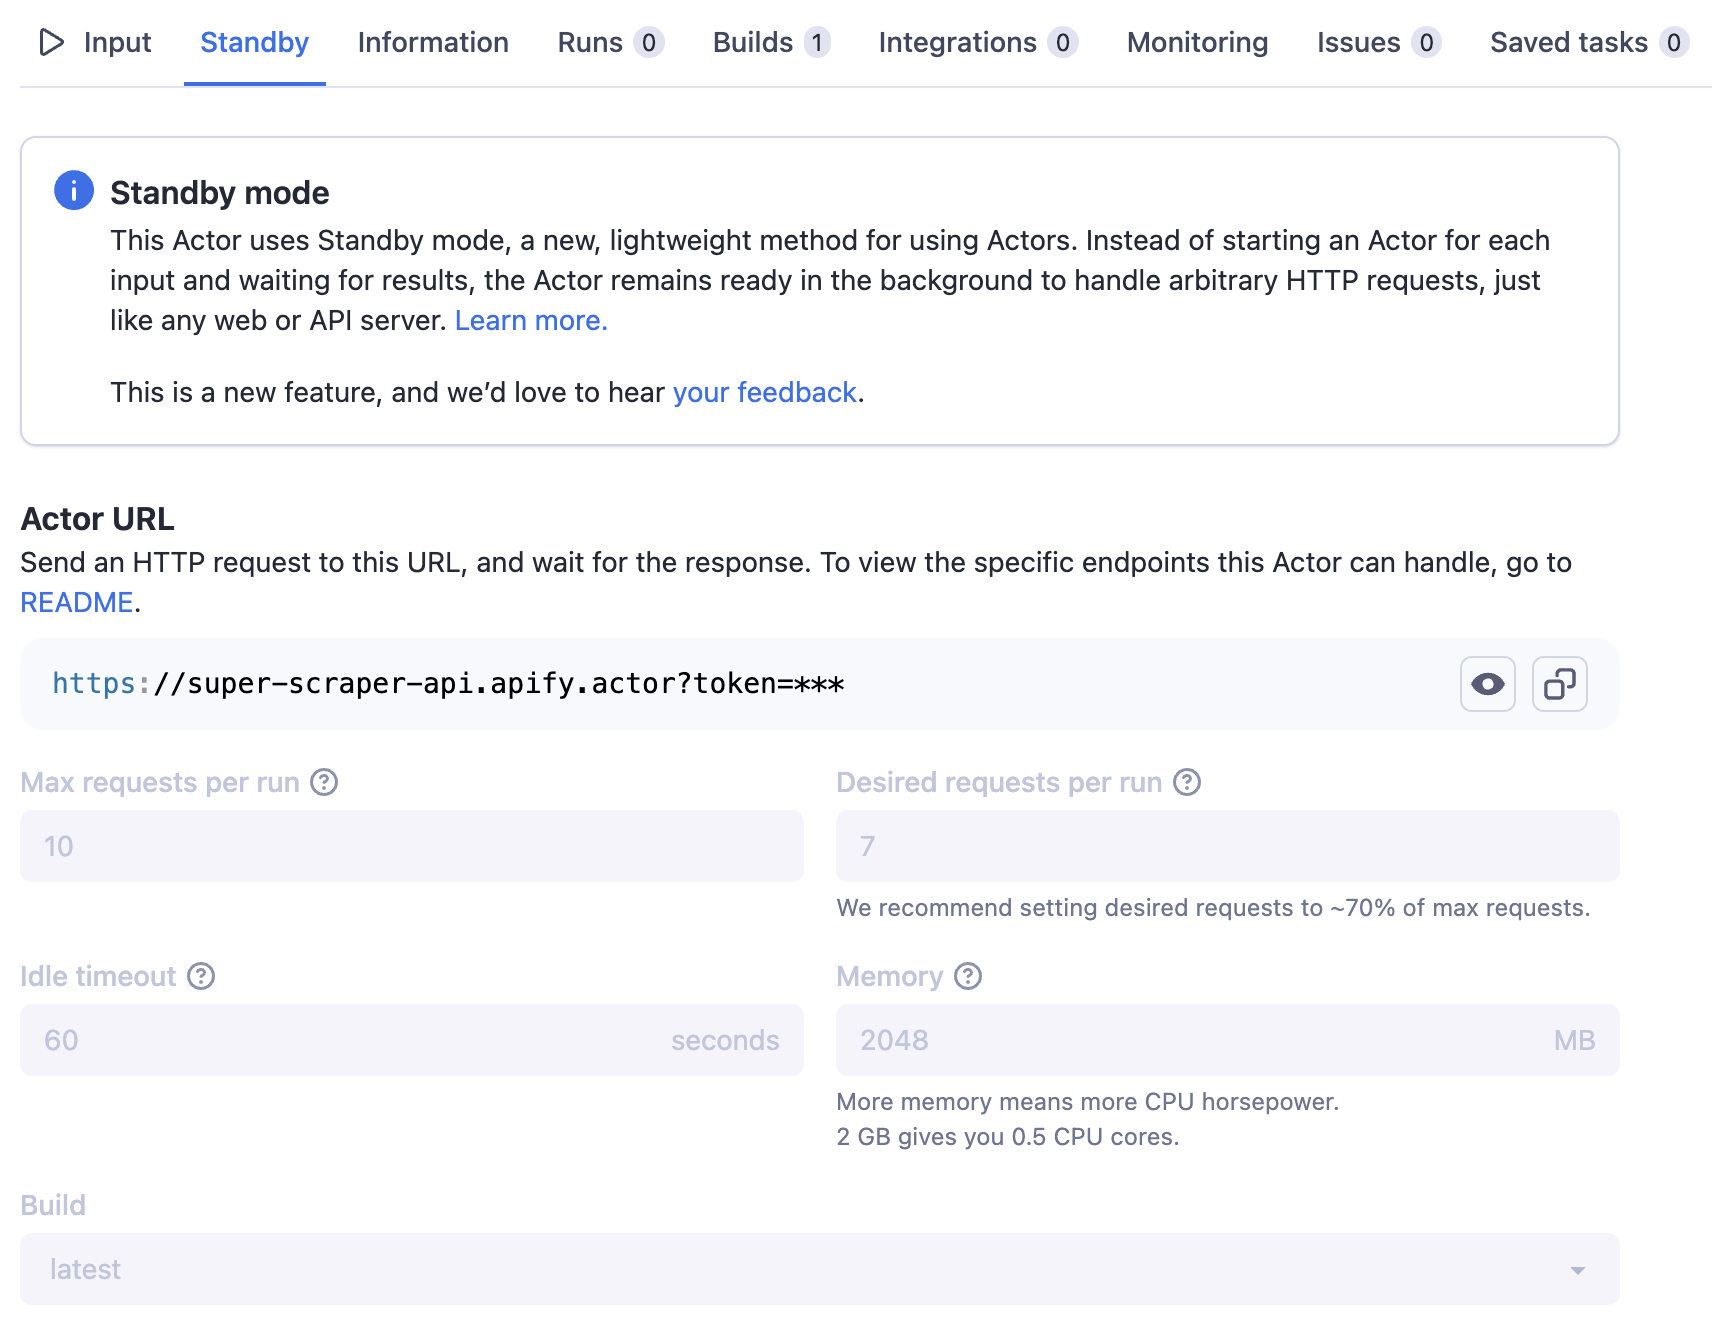 Input Standby Information Runs 0 Builds 1 Integrations 0 Monitoring Issues 0 Saved tasks 0
Standby mode
This Actor uses Standby mode, a new, lightweight method for using Actors. Instead of starting an Actor for each
input and waiting for results, the Actor remains ready in the background to handle arbitrary HTTP requests, just
like any web or API server. Learn more.
This is a new feature, and we’d love to hear your feedback.
Actor URL
Send an HTTP request to this URL, and wait for the response. To view the specific endpoints this Actor can handle, go to
README.
https://super-scraper-api.apify.actor?token=***
Max requests per run ? Desired requests per run ?
10 7
We recommend setting desired requests to ~70% of max requests.
Idle timeout ? Memory ?
60 seconds 2048 MB
More memory means more CPU horsepower.
2 GB gives you 0.5 CPU cores.
Build
latest